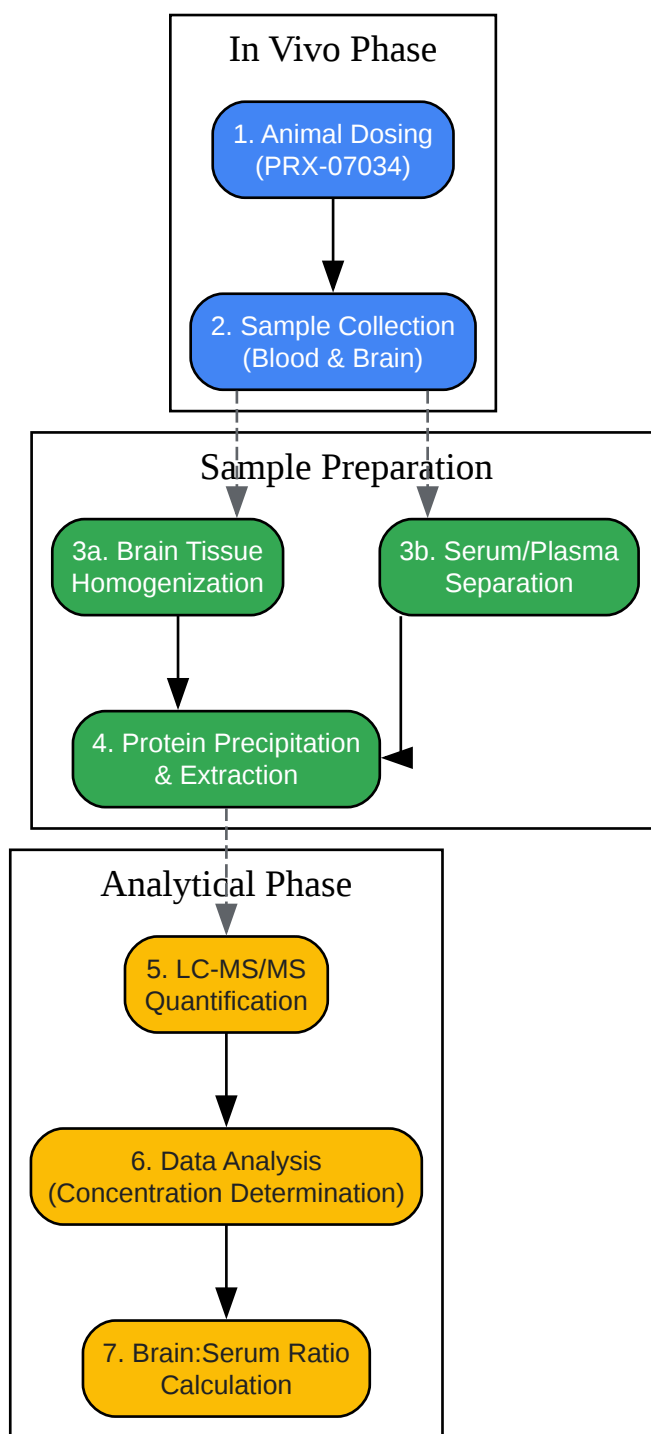 In Vivo Phase
1. Animal Dosing
(PRX-07034)
2. Sample Collection
(Blood & Brain)
Sample Preparation
3a. Brain Tissue
Homogenization
3b. Serum/Plasma
Separation
4. Protein Precipitation
& Extraction
Analytical Phase
5. LC-MS/MS
Quantification
6. Data Analysis
(Concentration Determination)
7. Brain:Serum Ratio
Calculation